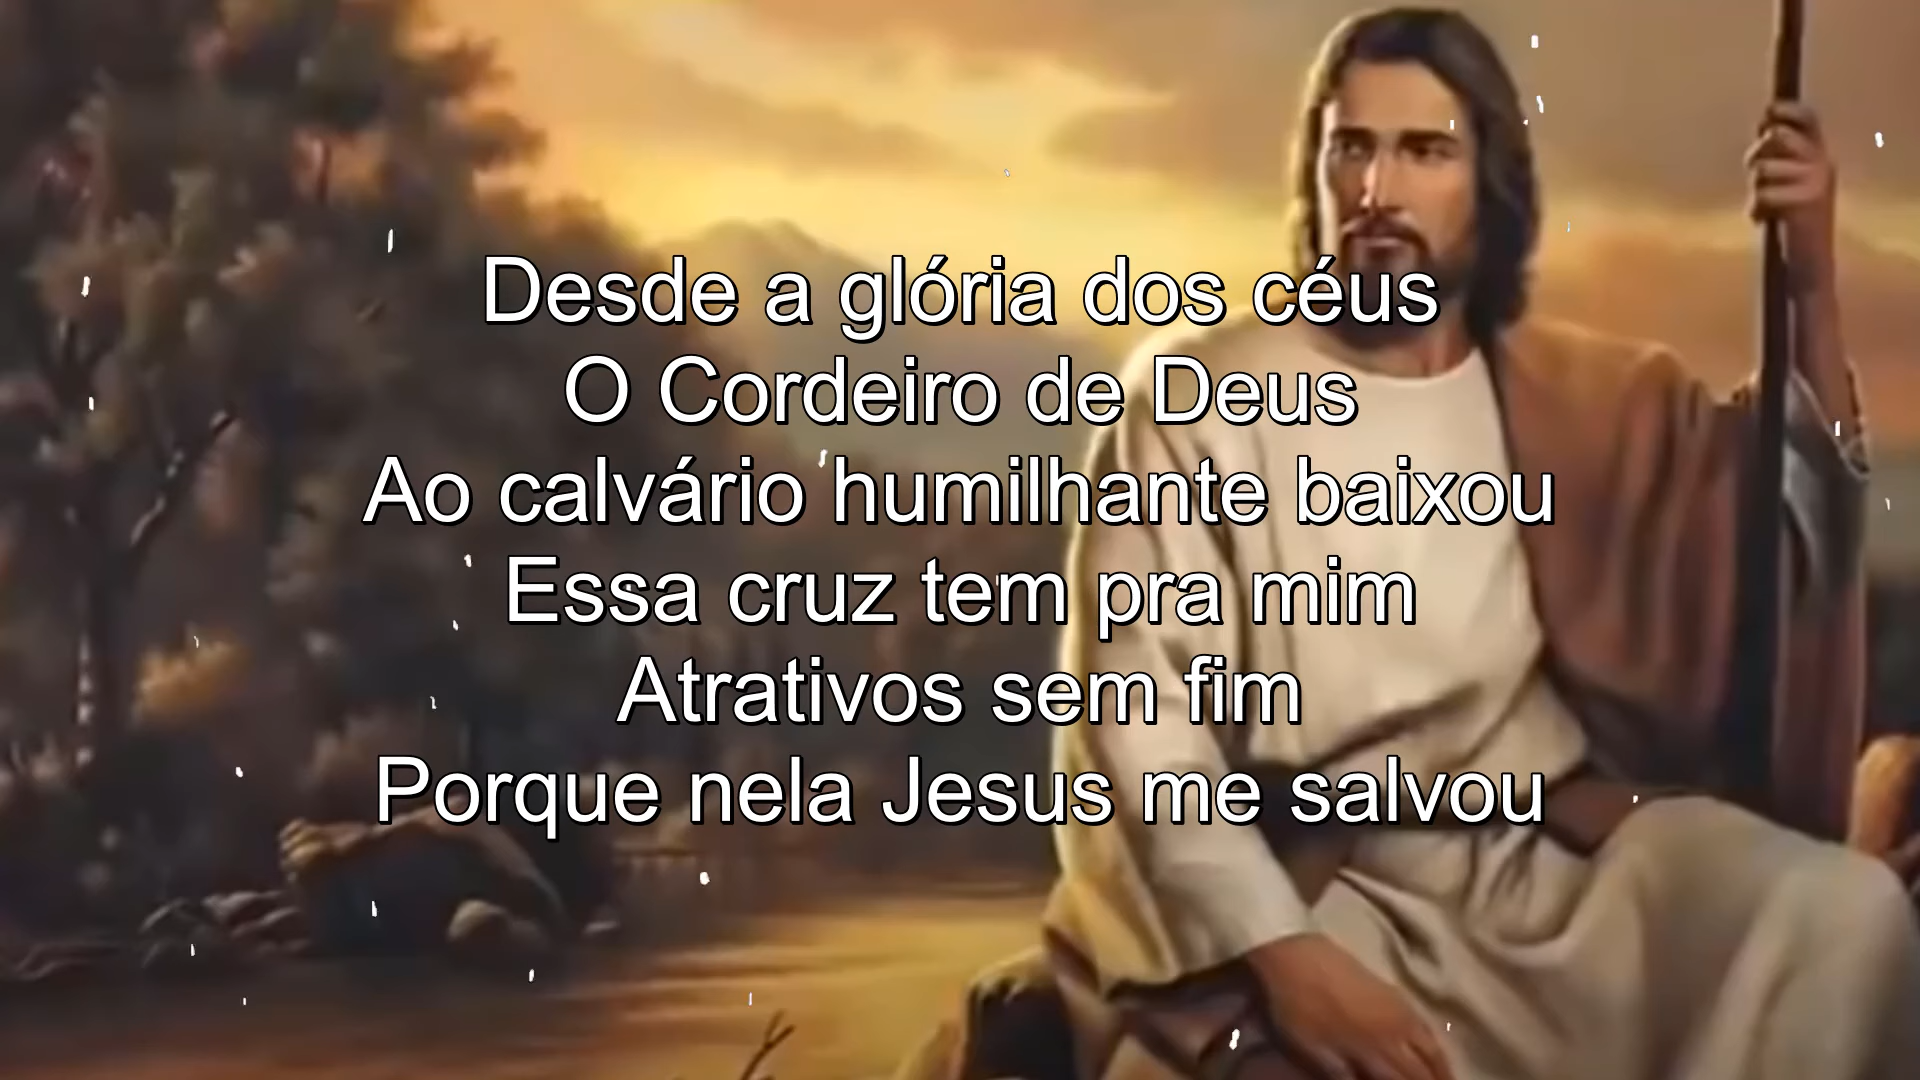 Desde a glória dos céus
O Cordeiro de Deus
Ao calvário humilhante baixou
Essa cruz tem pra mim
Atrativos sem fim
Porque nela Jesus me salvou